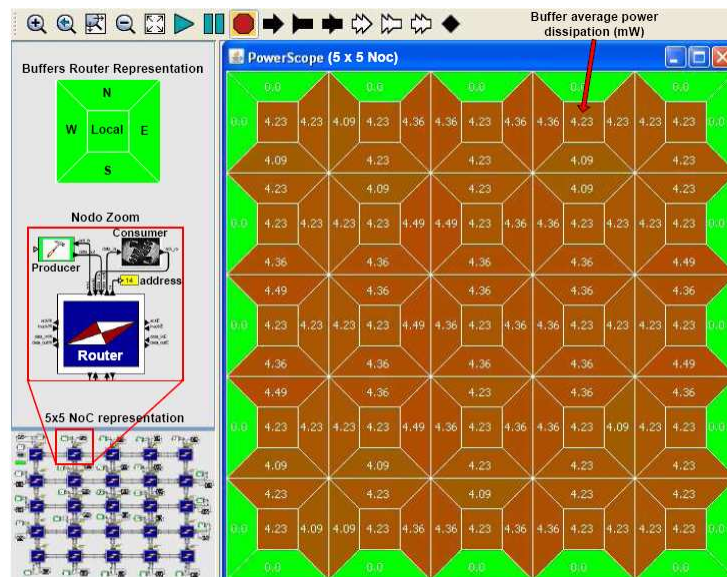 Buffer average power
dissipation (mW)
Buffers Router Representation
N
W Local E
S
Nodo Zoom
Consumer
Producer
14 address
Router
5x5 NoC representation
PowerScope (5 x 5 Noc)
0.0 0.0 0.0 0.0 0.0
0.0 4.23 4.23 4.09 4.23 4.36 4.36 4.23 4.36 4.36 4.23 4.23 4.23 4.23 0.0
4.09 4.23 4.23 4.09 4.23
4.23 4.09 4.23 4.09 4.23
0.0 4.23 4.23 4.23 4.23 4.49 4.49 4.23 4.36 4.36 4.23 4.23 4.23 4.23 0.0
4.36 4.23 4.36 4.36 4.49
4.49 4.36 4.36 4.36 4.36
0.0 4.23 4.23 4.23 4.23 4.49 4.36 4.23 4.36 4.36 4.23 4.23 4.23 4.23 0.0
4.36 4.36 4.23 4.36 4.49
4.49 4.36 4.23 4.36 4.36
0.0 4.23 4.23 4.23 4.23 4.49 4.36 4.23 4.36 4.36 4.23 4.09 4.23 4.23 0.0
4.09 4.09 4.23 4.23 4.23
4.23 4.23 4.09 4.23 4.23
0.0 4.23 4.09 4.09 4.23 4.36 4.36 4.23 4.36 4.36 4.23 4.36 4.36 4.23 0.0
0.0 0.0 0.0 0.0 0.0